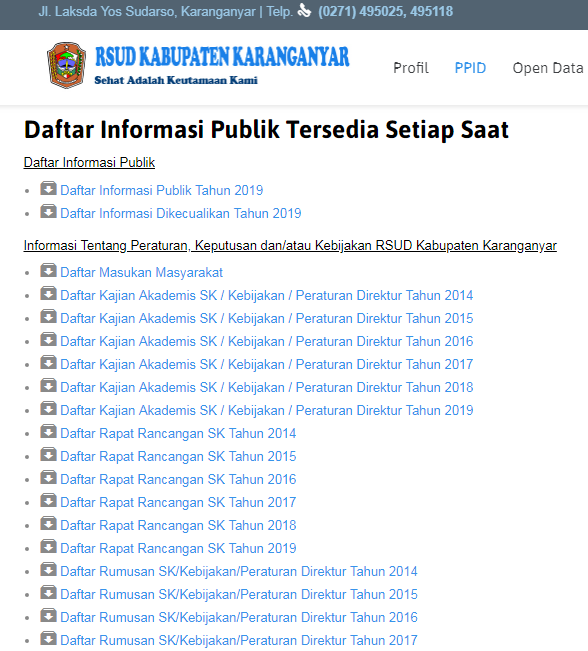 Jl. Laksda Yos Sudarso, Karanganyar | Telp. (0271) 495025, 495118
RSUD KABUPATEN KARANGANYAR
Sehat Adalah Keutamaan Kami
Profil PPID Open Data
Daftar Informasi Publik Tersedia Setiap Saat
Daftar Informasi Publik
Daftar Informasi Publik Tahun 2019
Daftar Informasi Dikecualikan Tahun 2019
Informasi Tentang Peraturan, Keputusan dan/atau Kebijakan RSUD Kabupaten Karanganyar
Daftar Masukan Masyarakat
Daftar Kajian Akademis SK / Kebijakan / Peraturan Direktur Tahun 2014
Daftar Kajian Akademis SK / Kebijakan / Peraturan Direktur Tahun 2015
Daftar Kajian Akademis SK / Kebijakan / Peraturan Direktur Tahun 2016
Daftar Kajian Akademis SK / Kebijakan / Peraturan Direktur Tahun 2017
Daftar Kajian Akademis SK / Kebijakan / Peraturan Direktur Tahun 2018
Daftar Kajian Akademis SK / Kebijakan / Peraturan Direktur Tahun 2019
Daftar Rapat Rancangan SK Tahun 2014
Daftar Rapat Rancangan SK Tahun 2015
Daftar Rapat Rancangan SK Tahun 2016
Daftar Rapat Rancangan SK Tahun 2017
Daftar Rapat Rancangan SK Tahun 2018
Daftar Rapat Rancangan SK Tahun 2019
Daftar Rumusan SK/Kebijakan/Peraturan Direktur Tahun 2014
Daftar Rumusan SK/Kebijakan/Peraturan Direktur Tahun 2015
Daftar Rumusan SK/Kebijakan/Peraturan Direktur Tahun 2016
Daftar Rumusan SK/Kebijakan/Peraturan Direktur Tahun 2017